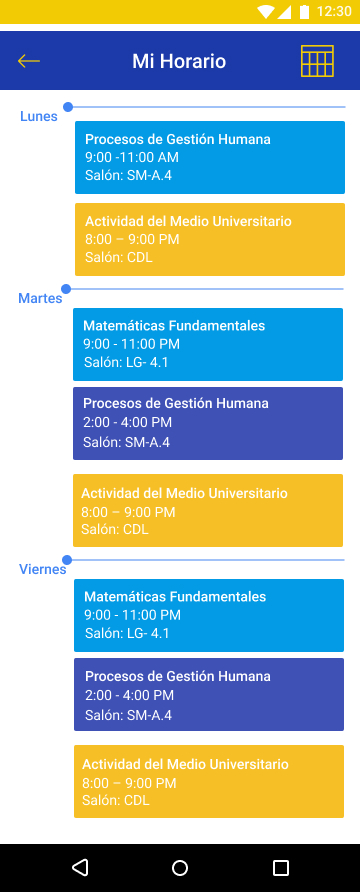 12:30
Mi Horario
Lunes
Procesos de Gestión Humana
9:00 -11:00 AM
Salón: SM-A.4
Actividad del Medio Universitario
8:00 – 9:00 PM
Salón: CDL
Martes
Matemáticas Fundamentales
9:00 - 11:00 PM
Salón: LG- 4.1
Procesos de Gestión Humana
2:00 - 4:00 PM
Salón: SM-A.4
Actividad del Medio Universitario
8:00 – 9:00 PM
Salón: CDL
Viernes
Matemáticas Fundamentales
9:00 - 11:00 PM
Salón: LG- 4.1
Procesos de Gestión Humana
2:00 - 4:00 PM
Salón: SM-A.4
Actividad del Medio Universitario
8:00 – 9:00 PM
Salón: CDL